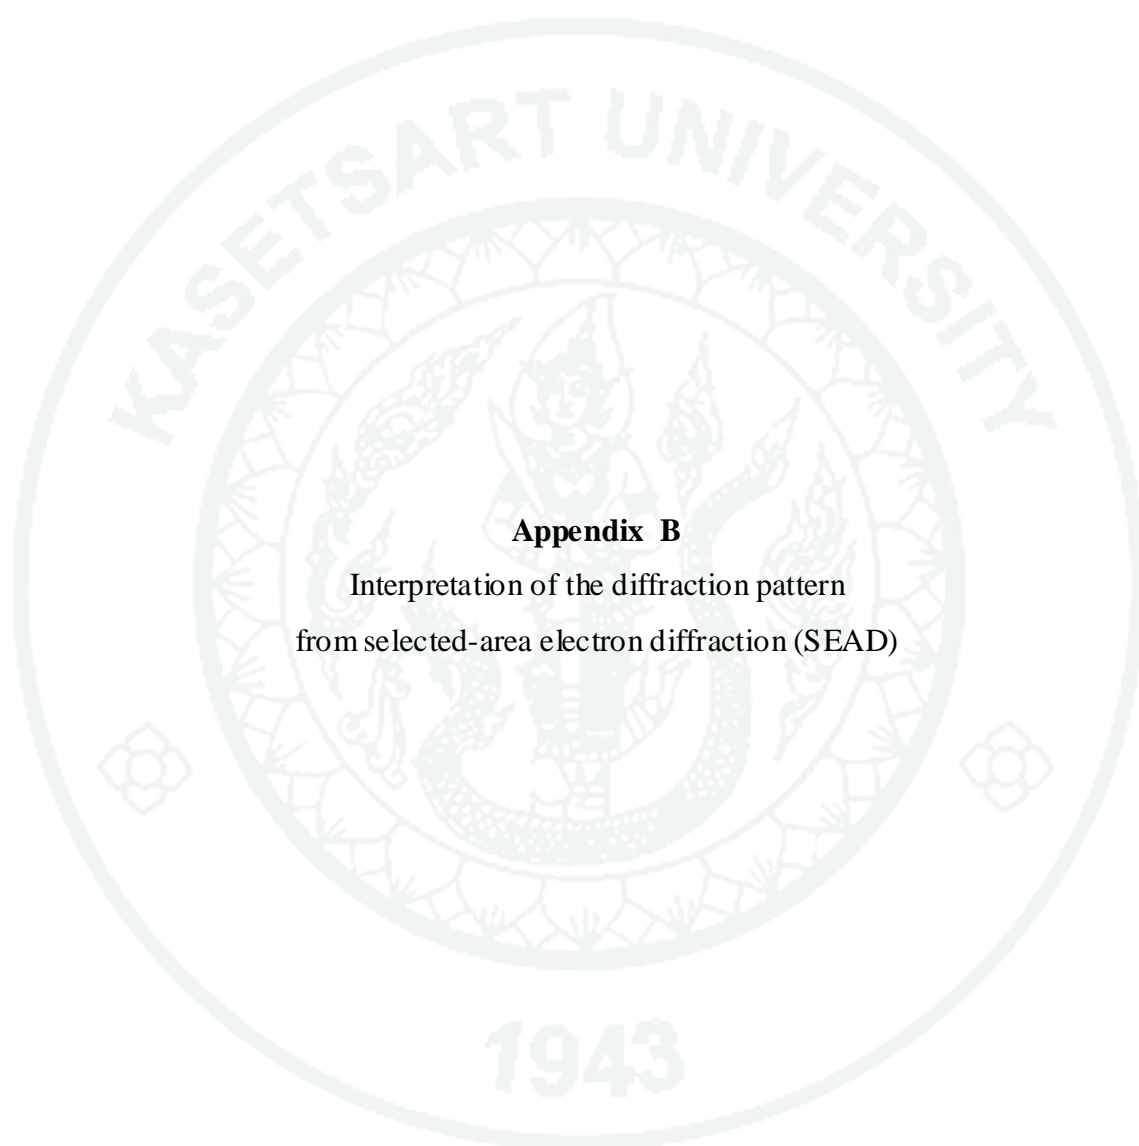 KASETSART UNIVERSITY
Appendix B
Interpretation of the diffraction pattern
from selected-area electron diffraction (SEAD)
1943